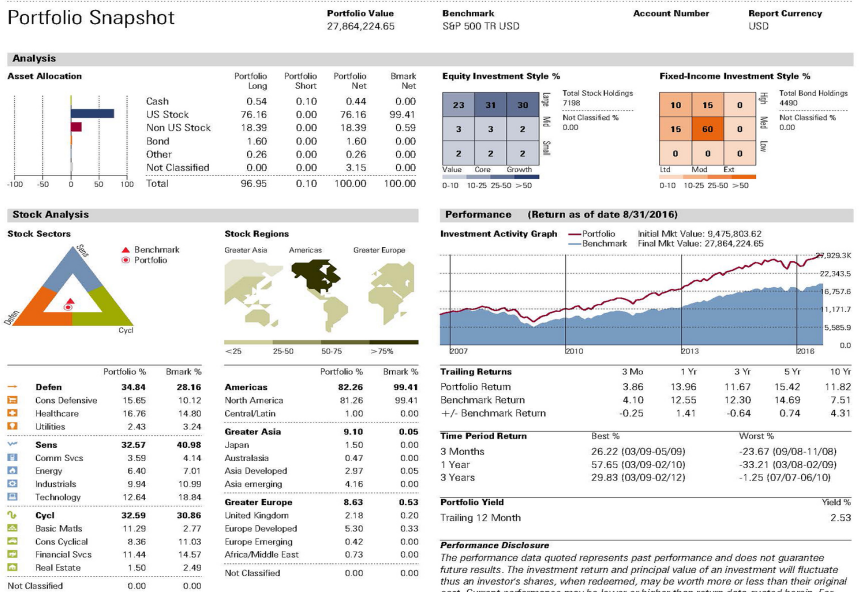 Portfolio Snapshot
Portfolio Value
27,864,224.65
Benchmark
S&P 500 TR USD
Account Number
Report Currency
USD
Analysis
Asset Allocation
Portfolio Long Portfolio Short Portfolio Net Bmark Net
Cash 0.54 0.10 0.44 0.00
US Stock 76.16 0.00 76.16 99.41
Non US Stock 18.39 0.00 18.39 0.59
Bond 1.60 0.00 1.60 0.00
Other 0.26 0.00 0.26 0.00
Not Classified 0.00 0.00 3.15 0.00
Total 96.95 0.10 100.00 100.00
-100 -50 0 50 100
Equity Investment Style %
23 31 30 Large
3 3 2 Mid
2 2 2 Small
Value Core Growth
0-10 10-25 25-50 >50
Total Stock Holdings
7198
Not Classified %
0.00
Fixed-Income Investment Style %
10 15 0 High
15 60 0 Med
0 0 0 Low
Ltd Mod Ext
0-10 10-25 25-50 >50
Total Bond Holdings
4490
Not Classified %
0.00
Stock Analysis
Stock Sectors
Sens
Defen
Cycl
Benchmark
Portfolio
Portfolio % Bmark %
Defen 34.84 28.16
Cons Defensive 15.65 10.12
Healthcare 16.76 14.80
Utilities 2.43 3.24
Sens 32.57 40.98
Comm Svcs 3.59 4.14
Energy 6.40 7.01
Industrials 9.94 10.99
Technology 12.64 18.84
Cycl 32.59 30.86
Basic Matls 11.29 2.77
Cons Cyclical 8.36 11.03
Financial Svcs 11.44 14.57
Real Estate 1.50 2.49
Not Classified 0.00 0.00
Stock Regions
Greater Asia Americas Greater Europe
<25 25-50 50-75 >75%
Portfolio % Bmark %
Americas 82.26 99.41
North America 81.26 99.41
Central/Latin 1.00 0.00
Greater Asia 9.10 0.05
Japan 1.50 0.00
Australasia 0.47 0.00
Asia Developed 2.97 0.05
Asia emerging 4.16 0.00
Greater Europe 8.63 0.53
United Kingdom 2.18 0.20
Europe Developed 5.30 0.33
Europe Emerging 0.42 0.00
Africa/Middle East 0.73 0.00
Not Classified 0.00 0.00
Performance (Return as of date 8/31/2016)
Investment Activity Graph
Portfolio Initial Mkt Value: 9,475,803.62
Benchmark Final Mkt Value: 27,864,224.65
27,929.3K
22,343.5
16,757.6
11,171.7
5,585.9
0.0
2007 2010 2013 2016
Trailing Returns 3 Mo 1 Yr 3 Yr 5 Yr 10 Yr
Portfolio Return 3.86 13.96 11.67 15.42 11.82
Benchmark Return 4.10 12.55 12.30 14.69 7.51
+/- Benchmark Return -0.25 1.41 -0.64 0.74 4.31
Time Period Return Best % Worst %
3 Months 26.22 (03/09-05/09) -23.67 (09/08-11/08)
1 Year 57.65 (03/09-02/10) -33.21 (03/08-02/09)
3 Years 29.83 (03/09-02/12) -1.25 (07/07-06/10)
Portfolio Yield Yield %
Trailing 12 Month 2.53
Performance Disclosure
The performance data quoted represents past performance and does not guarantee
future results. The investment return and principal value of an investment will fluctuate
thus an investor's shares, when redeemed, may be worth more or less than their original